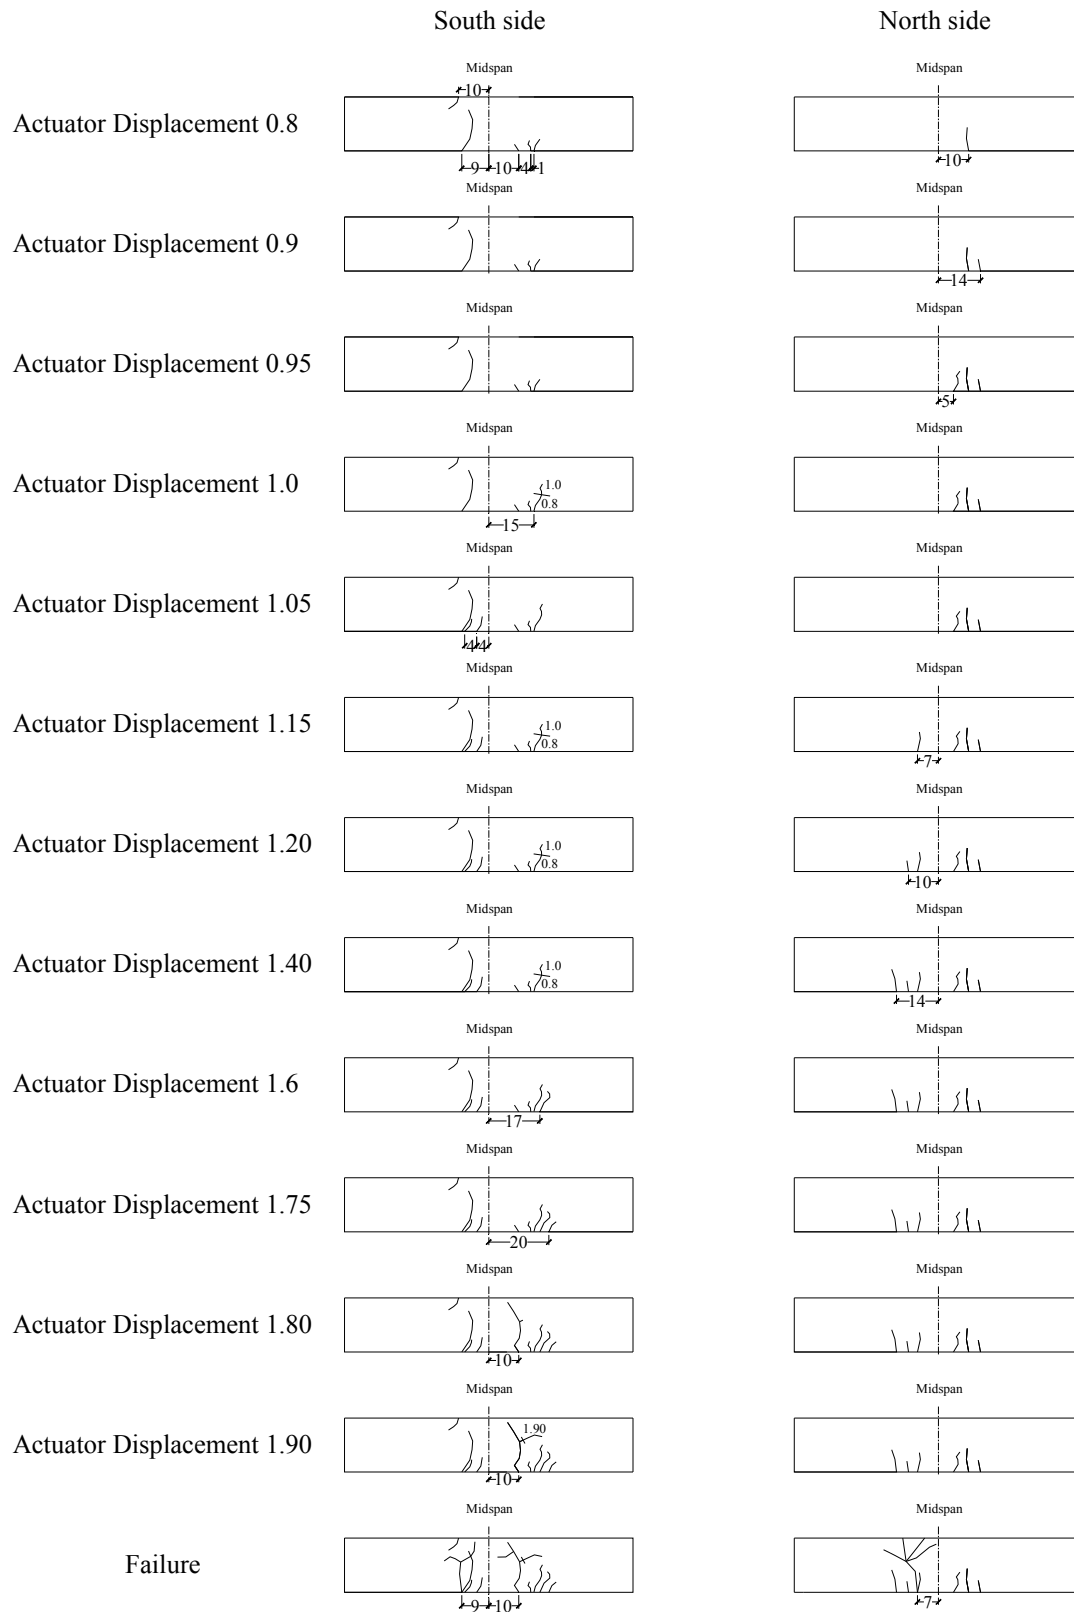 South side North side
Midspan Midspan
10
Actuator Displacement 0.8
9 10 4 1 10
Midspan Midspan
Actuator Displacement 0.9
14
Midspan Midspan
Actuator Displacement 0.95
5
Midspan Midspan
1.0
Actuator Displacement 1.0
0.8
15
Midspan Midspan
Actuator Displacement 1.05
4 4
Midspan Midspan
1.0
Actuator Displacement 1.15
0.8
7
Midspan Midspan
1.0
Actuator Displacement 1.20
0.8
10
Midspan Midspan
1.0
Actuator Displacement 1.40
0.8
14
Midspan Midspan
Actuator Displacement 1.6
17
Midspan Midspan
Actuator Displacement 1.75
20
Midspan Midspan
Actuator Displacement 1.80
10
Midspan Midspan
1.90
Actuator Displacement 1.90
10
Midspan Midspan
Failure
9 10 7